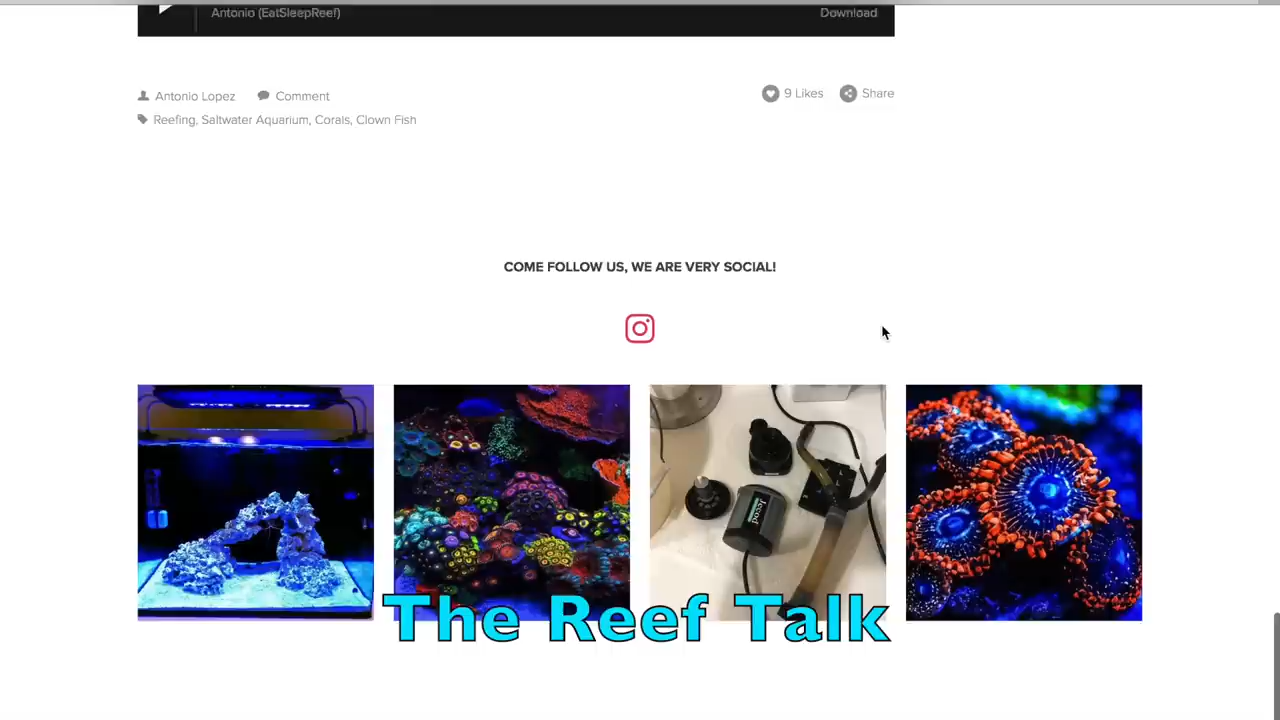 Antonio (EatSleepReef)
Download
Antonio Lopez
Comment
9 Likes
Share
Reefing, Saltwater Aquarium, Corals, Clown Fish
COME FOLLOW US, WE ARE VERY SOCIAL!
Jecod
The Reef Talk